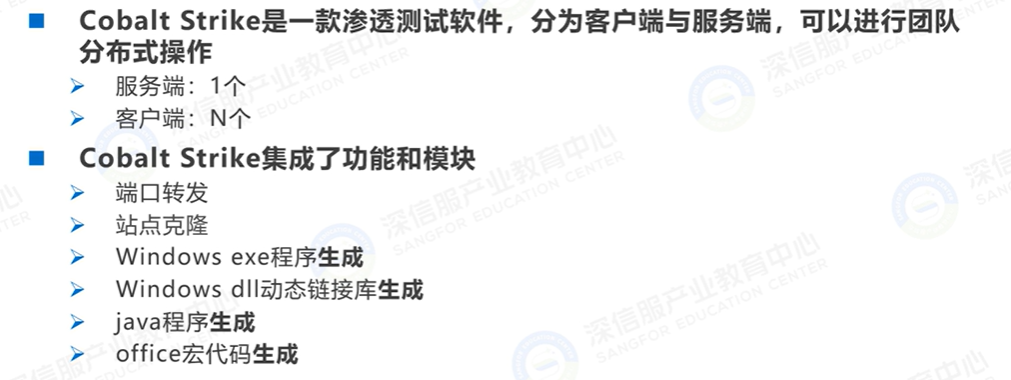 Cobalt Strike是一款渗透测试软件，分为客户端与服务端，可以进行团队
分布式操作
服务端：1个
客户端：N个
Cobalt Strike集成了功能和模块
端口转发
站点克隆
Windows exe程序生成
Windows dll动态链接库生成
java程序生成
office宏代码生成
深信服产业教育中心
SANGFOR EDUCATION CENTER